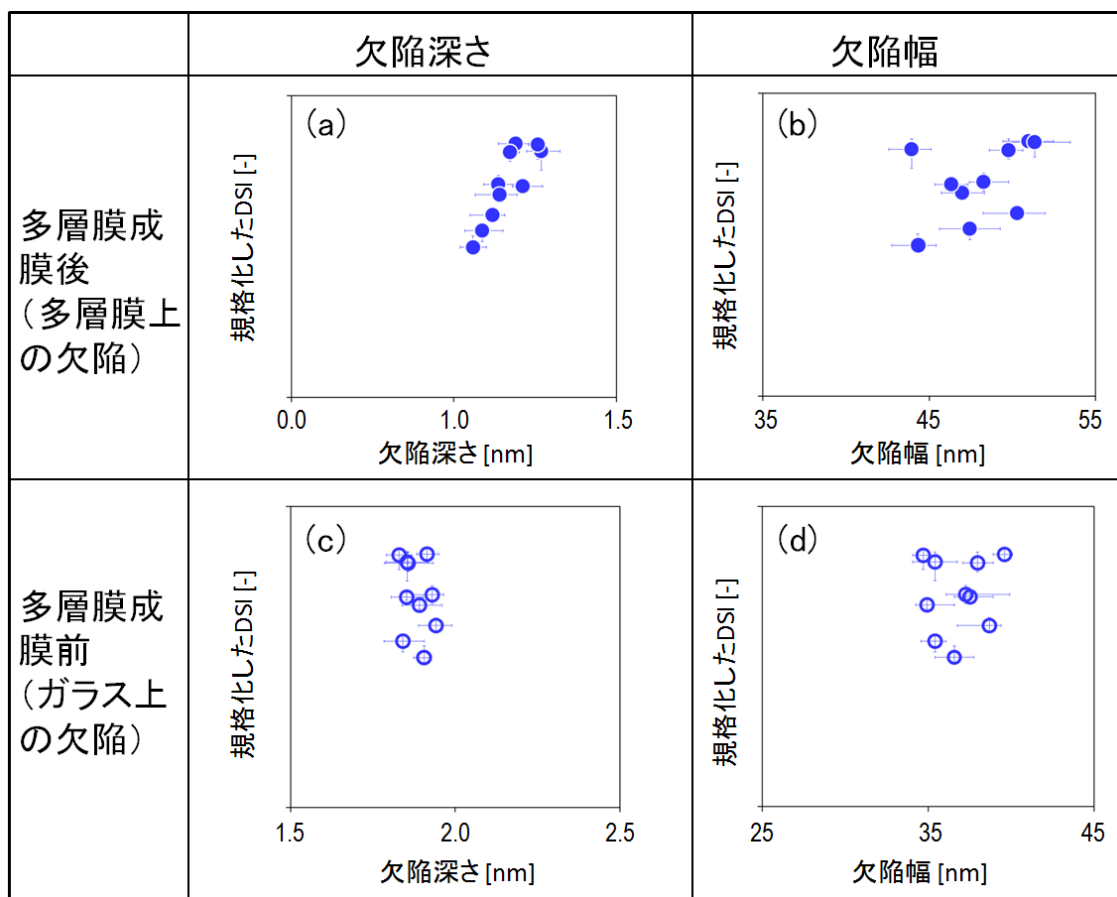 欠陥深さ
欠陥幅
多層膜成
膜後
（多層膜上
の欠陥）
(a)
規格化したDSI [-]
0.0
1.0
1.5
欠陥深さ [nm]
(b)
規格化したDSI [-]
35
45
55
欠陥幅 [nm]
多層膜成
膜前
（ガラス上
の欠陥）
(c)
規格化したDSI [-]
1.5
2.0
2.5
欠陥深さ [nm]
(d)
規格化したDSI [-]
25
35
45
欠陥幅 [nm]